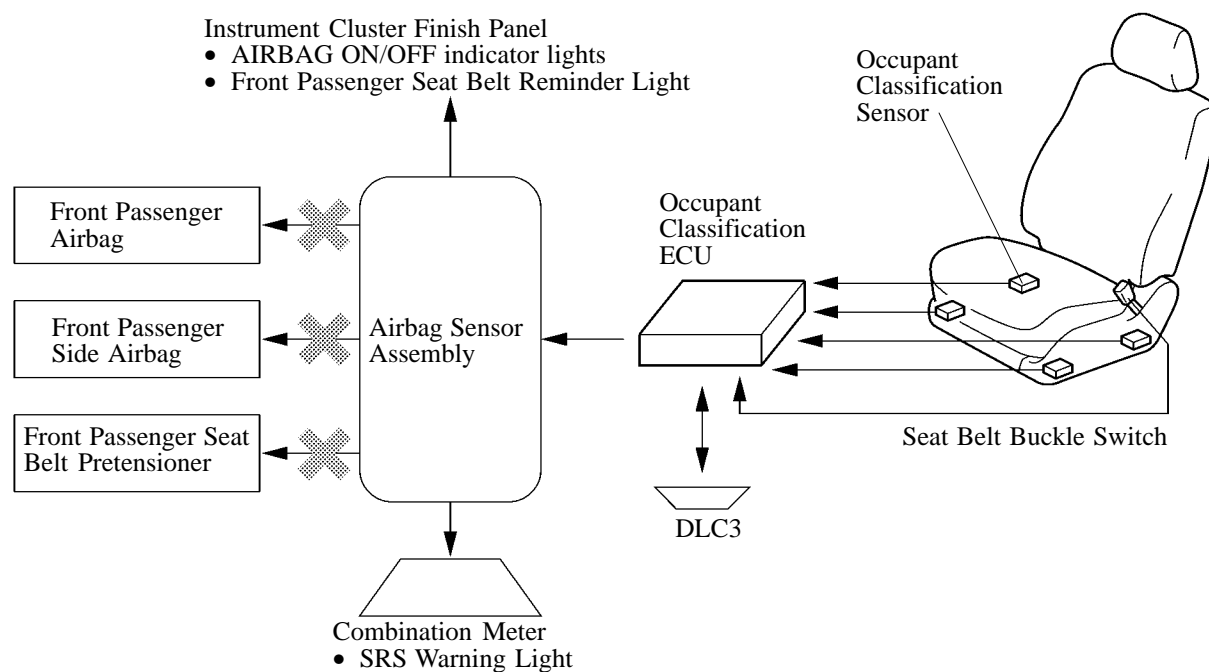 Instrument Cluster Finish Panel
• AIRBAG ON/OFF indicator lights
• Front Passenger Seat Belt Reminder Light
Occupant
Classification
Sensor
Front Passenger
Airbag
Occupant
Classification
ECU
Front Passenger
Side Airbag
Airbag Sensor
Assembly
Front Passenger Seat
Belt Pretensioner
Seat Belt Buckle Switch
DLC3
Combination Meter
• SRS Warning Light